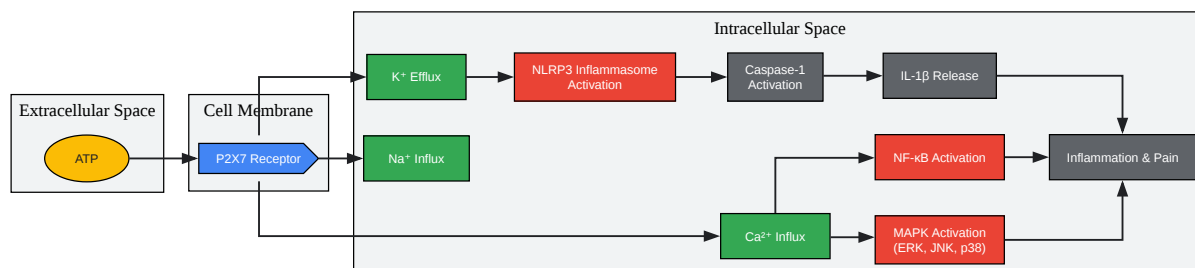 Intracellular Space
K⁺ Efflux
NLRP3 Inflammasome
Activation
Caspase-1
Activation
IL-1β Release
Extracellular Space
Cell Membrane
ATP
P2X7 Receptor
Na⁺ Influx
NF-κB Activation
Inflammation & Pain
Ca²⁺ Influx
MAPK Activation
(ERK, JNK, p38)